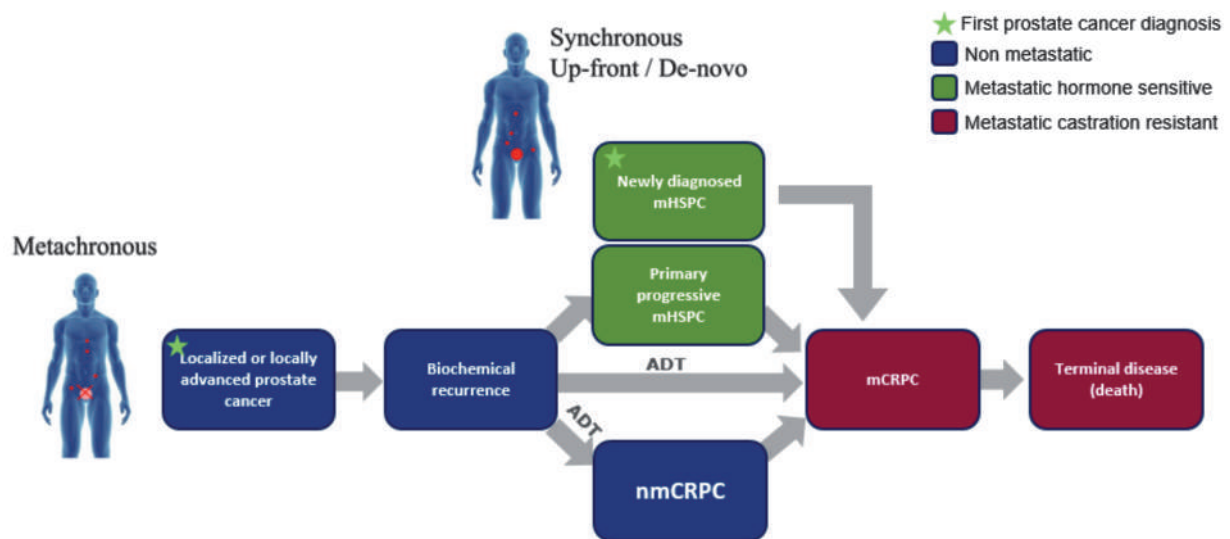 Synchronous
Up-front / De-novo
First prostate cancer diagnosis
Non metastatic
Metastatic hormone sensitive
Metastatic castration resistant
Newly diagnosed
mHSPC
Metachronous
Primary
progressive
mHSPC
Localized or locally
advanced prostate
cancer
Biochemical
recurrence
ADT
ADT
mCRPC
Terminal disease
(death)
nmCRPC